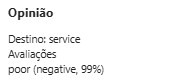 Opinião
Destino: service
Avaliações
poor (negative, 99%)